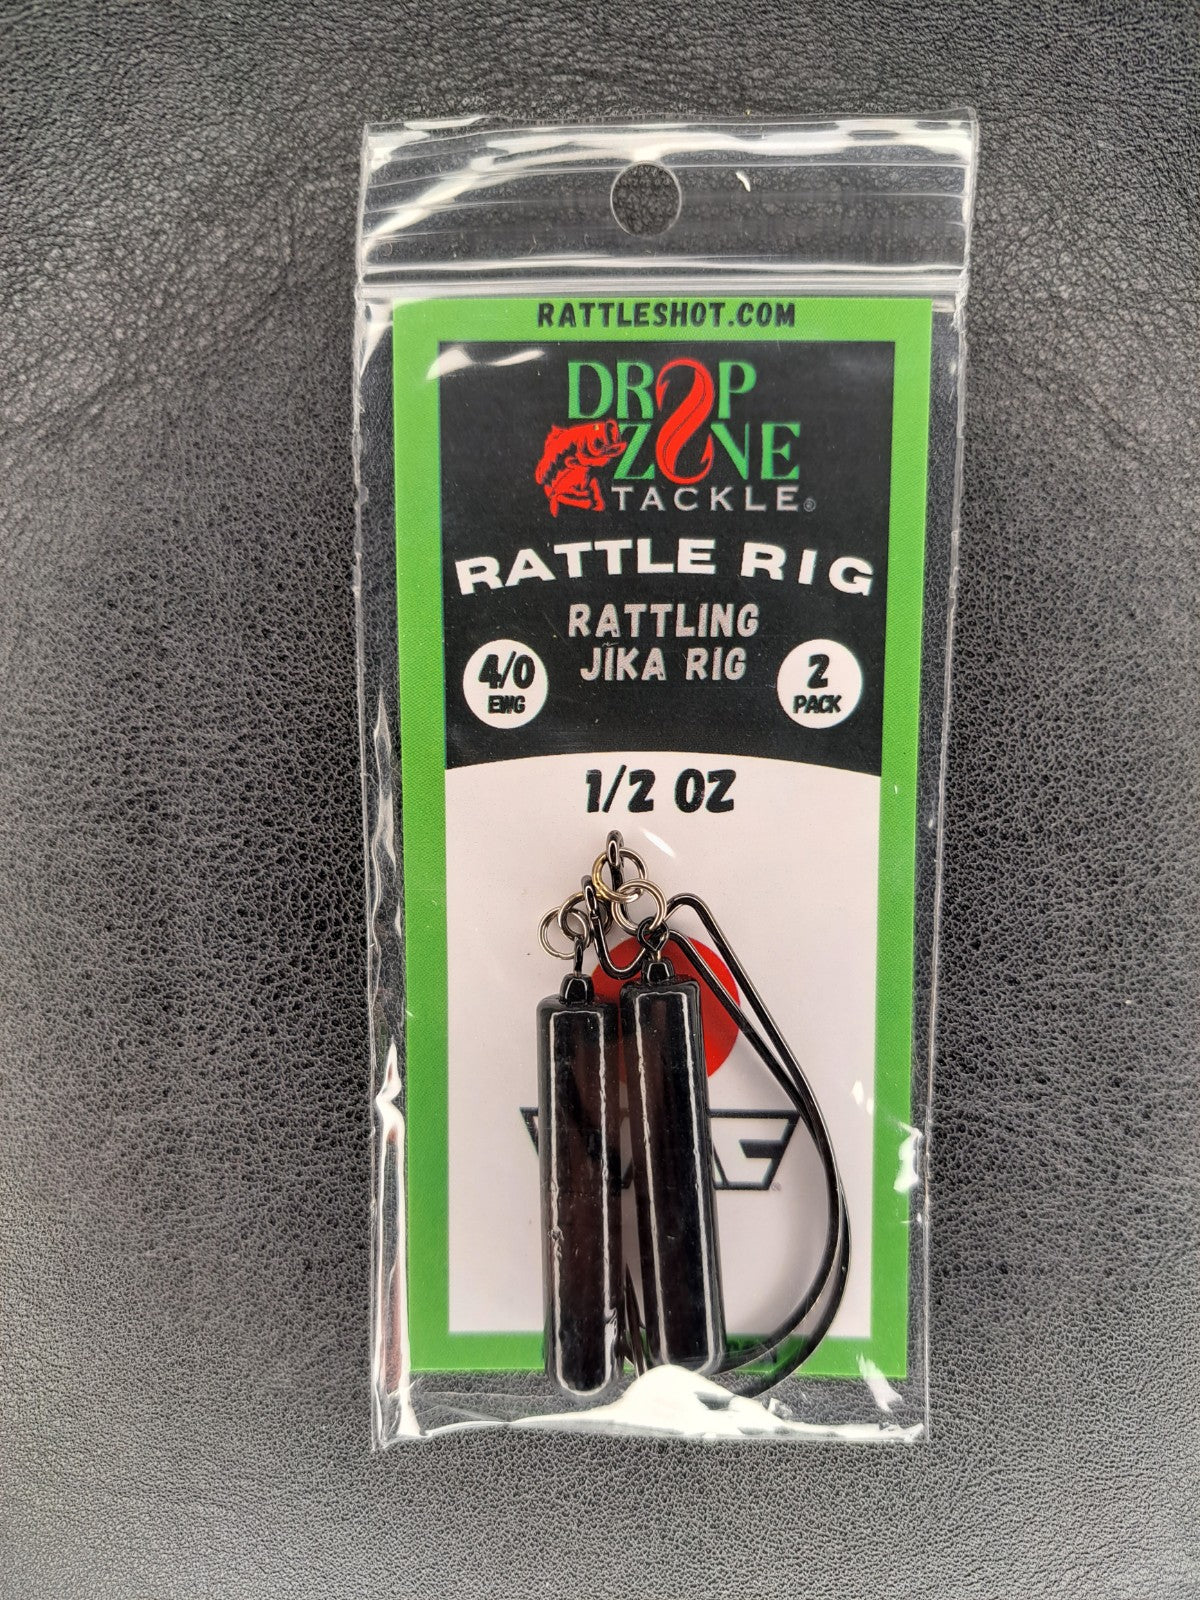 RATTLESHOT.COM
DROP
ZONE
TACKLE®
RATTLE RIG
RATTLING
JIKA RIG
4/0
EWG
2
PACK
1/2 OZ